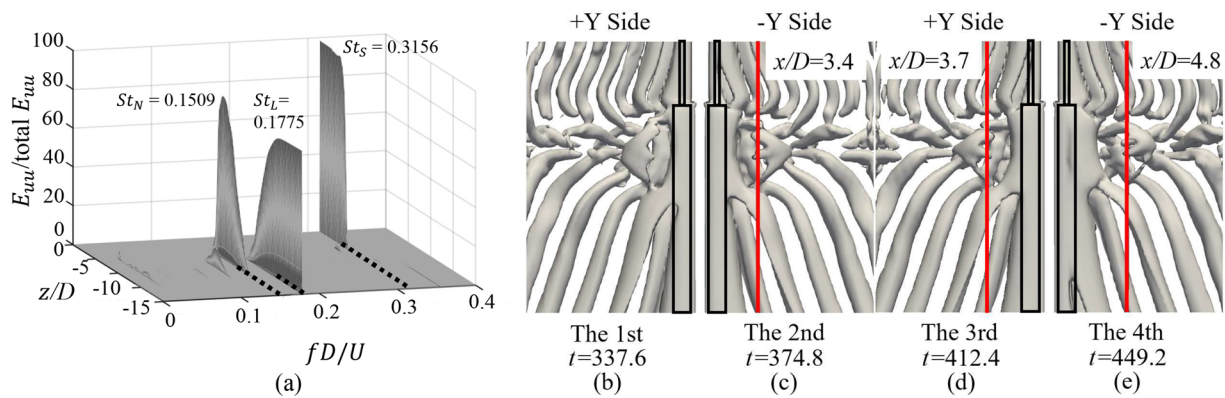 100
80
60
40
20
0
E_uu/total E_uu
St_N = 0.1509
St_L=
0.1775
St_S = 0.3156
0
-5
-10
-15
z/D
0
0.1
0.2
0.3
0.4
fD/U
(a)
+Y Side
The 1st
t=337.6
(b)
-Y Side
x/D=3.4
The 2nd
t=374.8
(c)
+Y Side
x/D=3.7
The 3rd
t=412.4
(d)
-Y Side
x/D=4.8
The 4th
t=449.2
(e)